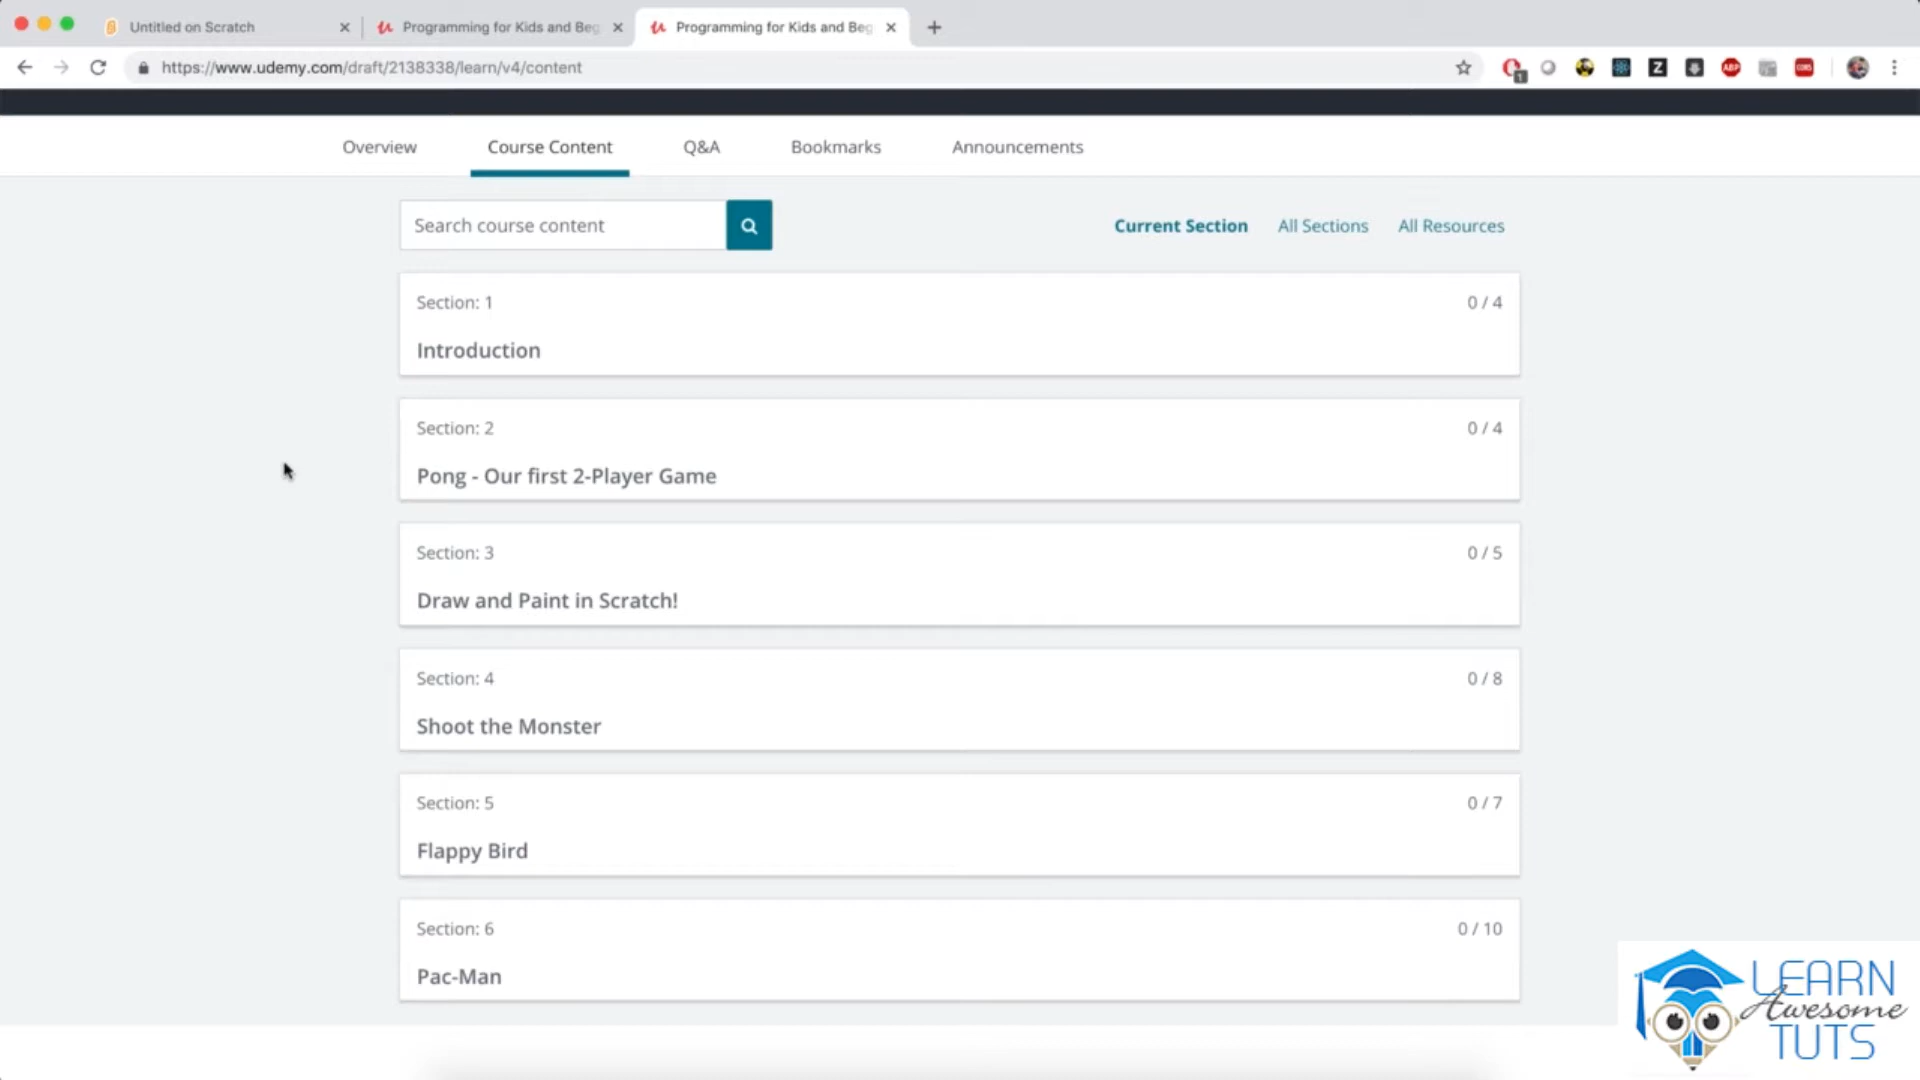 Untitled on Scratch
Programming for Kids and Beg
Programming for Kids and Beg
https://www.udemy.com/draft/2138338/learn/v4/content
1
Z
ABP
CORS
Overview
Course Content
Q&A
Bookmarks
Announcements
Search course content
Current Section
All Sections
All Resources
Section: 1
0 / 4
Introduction
Section: 2
0 / 4
Pong - Our first 2-Player Game
Section: 3
0 / 5
Draw and Paint in Scratch!
Section: 4
0 / 8
Shoot the Monster
Section: 5
0 / 7
Flappy Bird
Section: 6
0 / 10
Pac-Man
LEARN
Awesome
TUTS